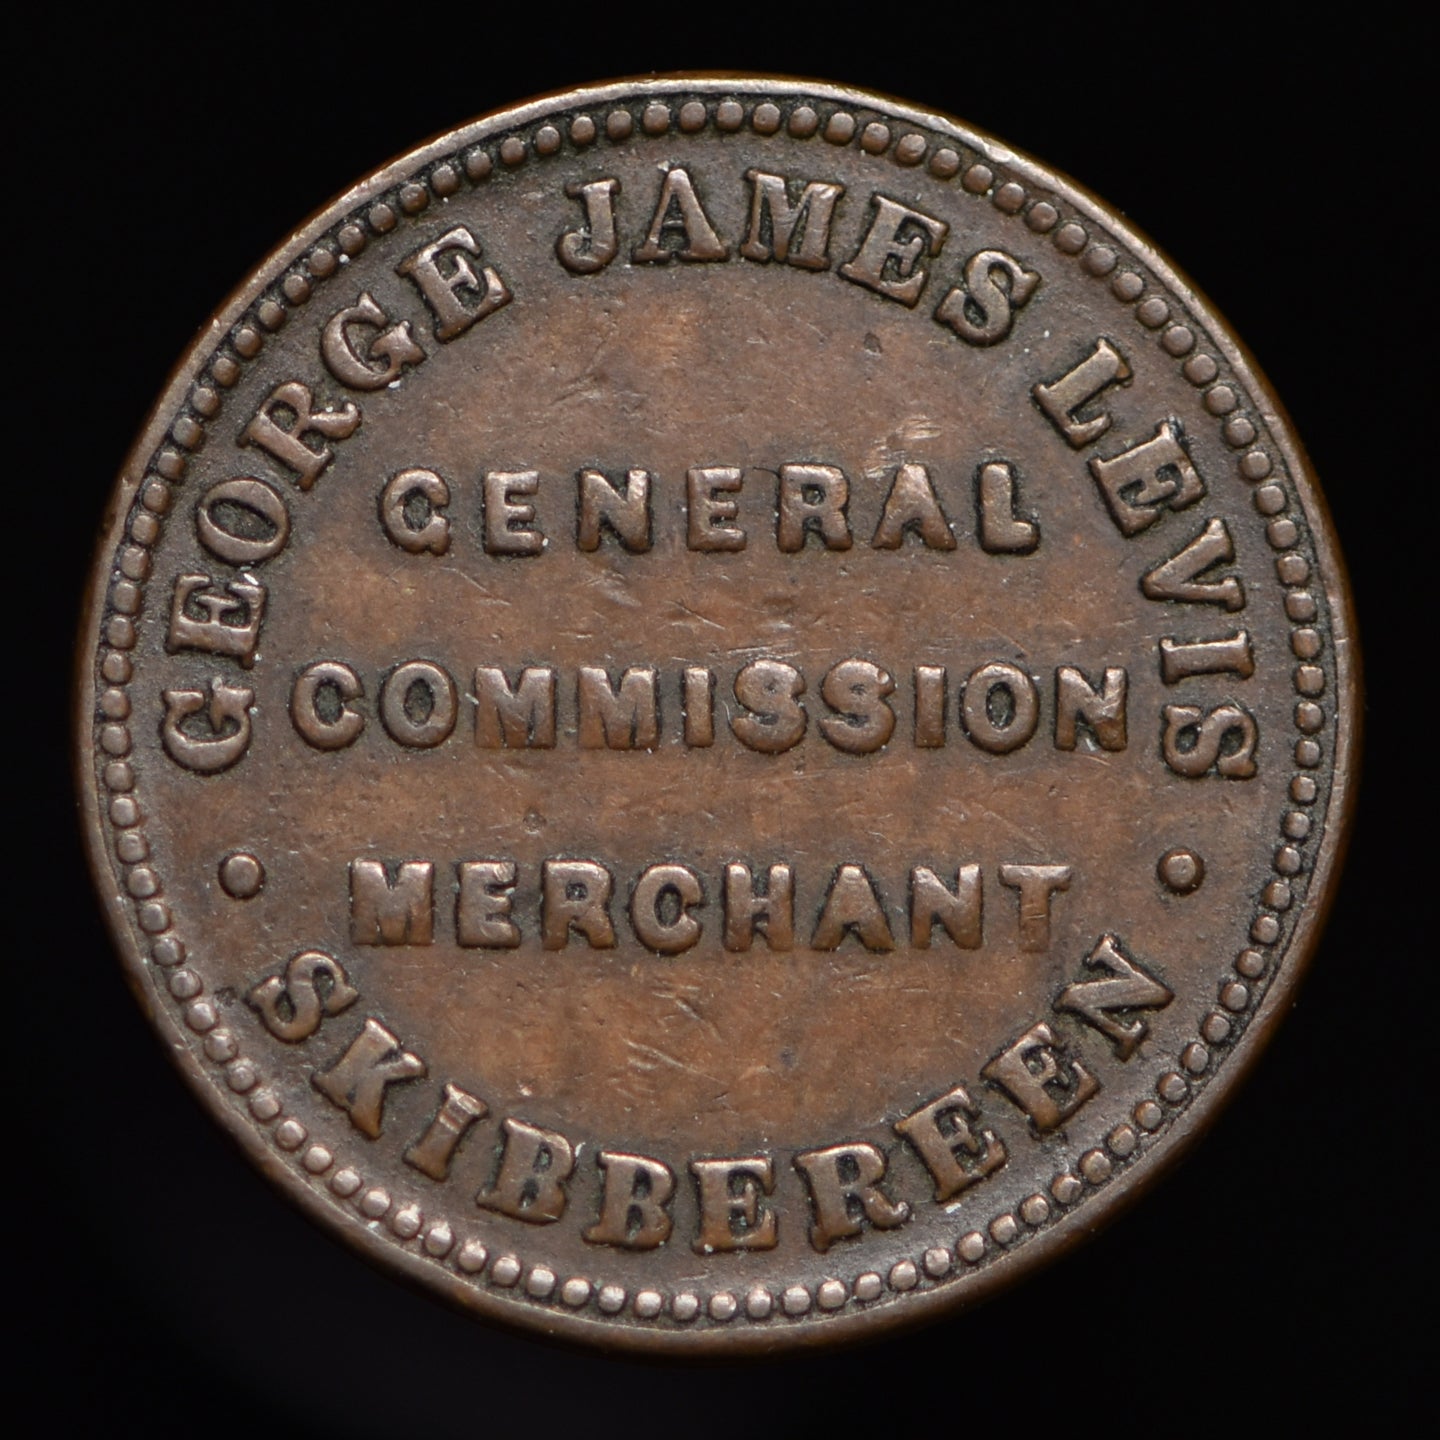 GEORGE JAMES LEVIS
GENERAL
COMMISSION
MERCHANT
SKIBBEREEN